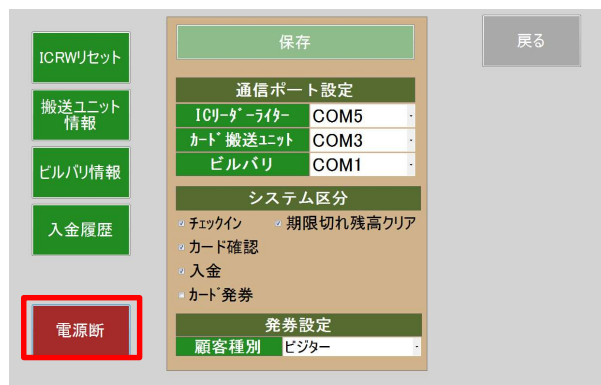 ICRWリセット
搬送ユニット
情報
ビルバリ情報
入金履歴
電源断
保存
通信ポート設定
ICﾘｰﾀﾞｰﾗｲﾀｰ COM5
ｶｰﾄﾞ搬送ﾕﾆｯﾄ COM3
ビルバリ COM1
システム区分
ﾁｪｯｸｲﾝ 期限切れ残高クリア
カード確認
入金
ｶｰﾄﾞ発券
発券設定
顧客種別 ビジター
戻る